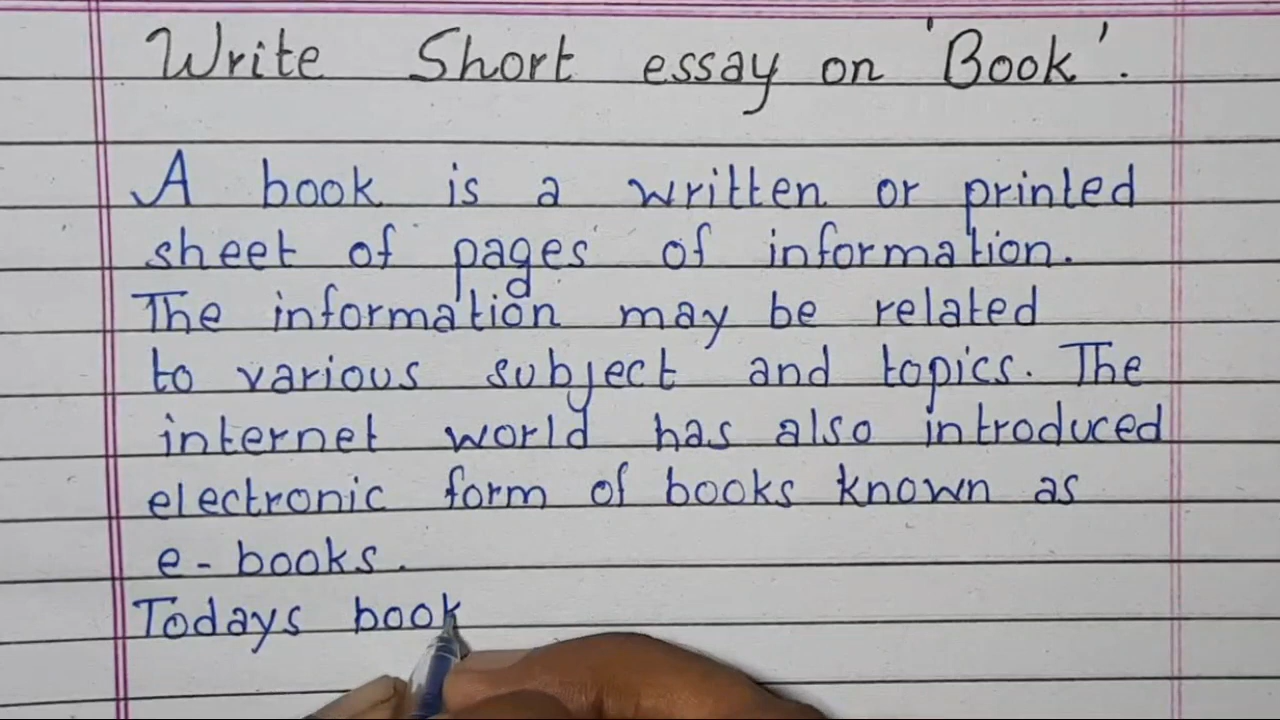 Write Short essay on 'Book'.
A book is a written or printed
sheet of pages of information.
The information may be related
to various subject and topics. The
internet world has also introduced
electronic form of books known as
e-books.
Todays book